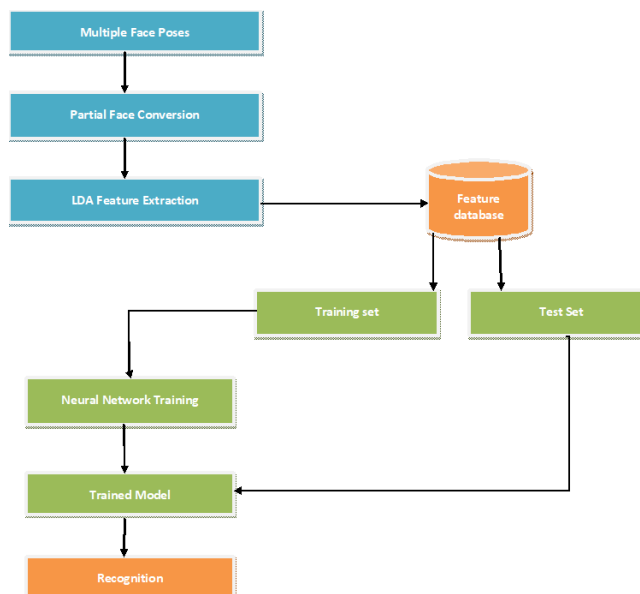 Multiple Face Poses
Partial Face Conversion
LDA Feature Extraction
Feature
database
Training set
Test Set
Neural Network Training
Trained Model
Recognition